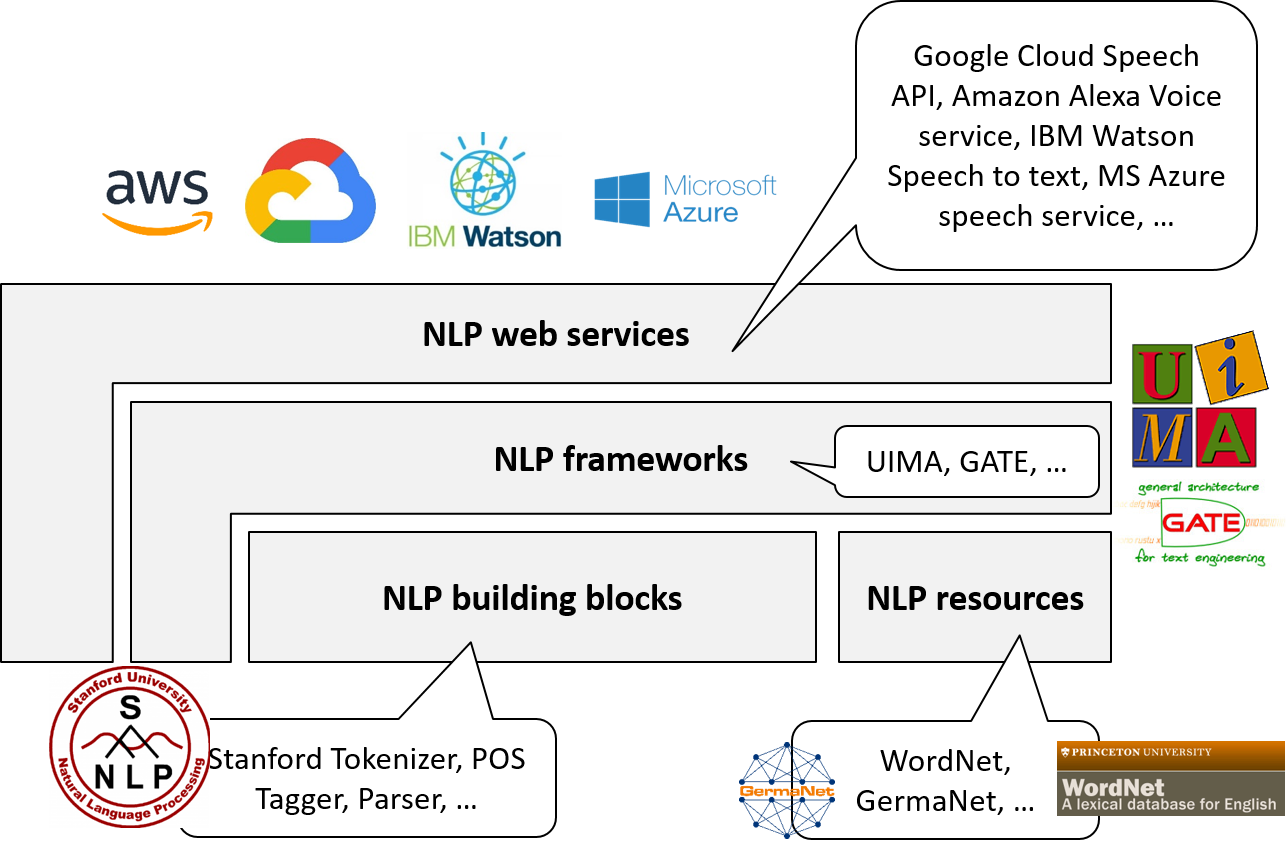 Google Cloud Speech
API, Amazon Alexa Voice
service, IBM Watson
Speech to text, MS Azure
speech service, …
aws
IBM Watson
Microsoft
Azure
NLP web services
UiMA
NLP frameworks
UIMA, GATE, …
general architecture
GATE
for text engineering
NLP building blocks
NLP resources
Stanford University
S
NLP
Natural Language Processing
Stanford Tokenizer, POS
Tagger, Parser, …
GermaNet
WordNet,
GermaNet, …
PRINCETON UNIVERSITY
WordNet
A lexical database for English